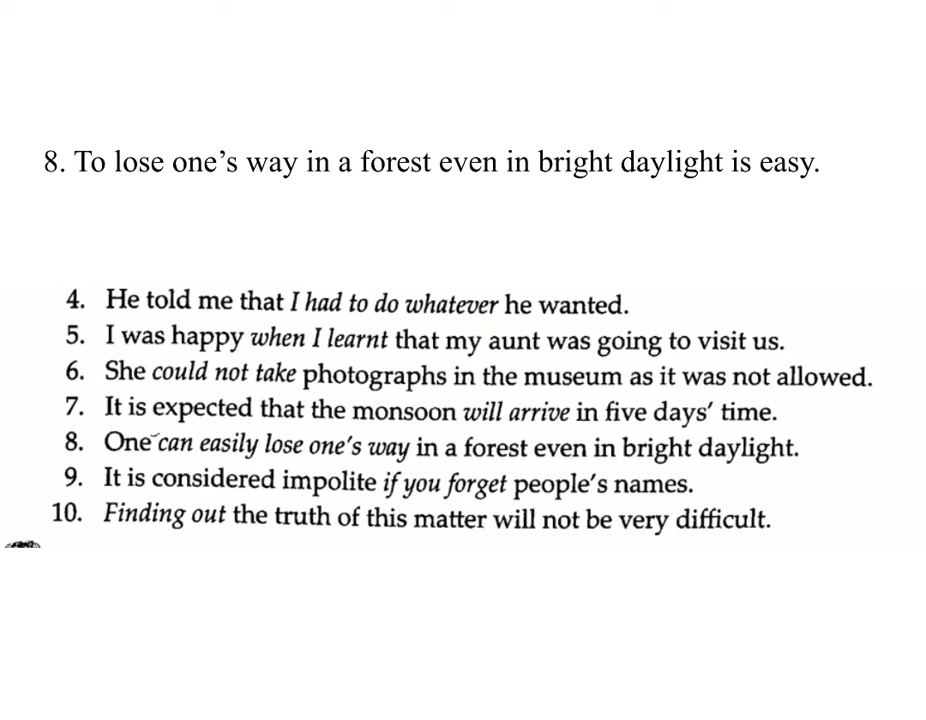 8. To lose one’s way in a forest even in bright daylight is easy.
4. He told me that I had to do whatever he wanted.
5. I was happy when I learnt that my aunt was going to visit us.
6. She could not take photographs in the museum as it was not allowed.
7. It is expected that the monsoon will arrive in five days’ time.
8. One can easily lose one’s way in a forest even in bright daylight.
9. It is considered impolite if you forget people’s names.
10. Finding out the truth of this matter will not be very difficult.